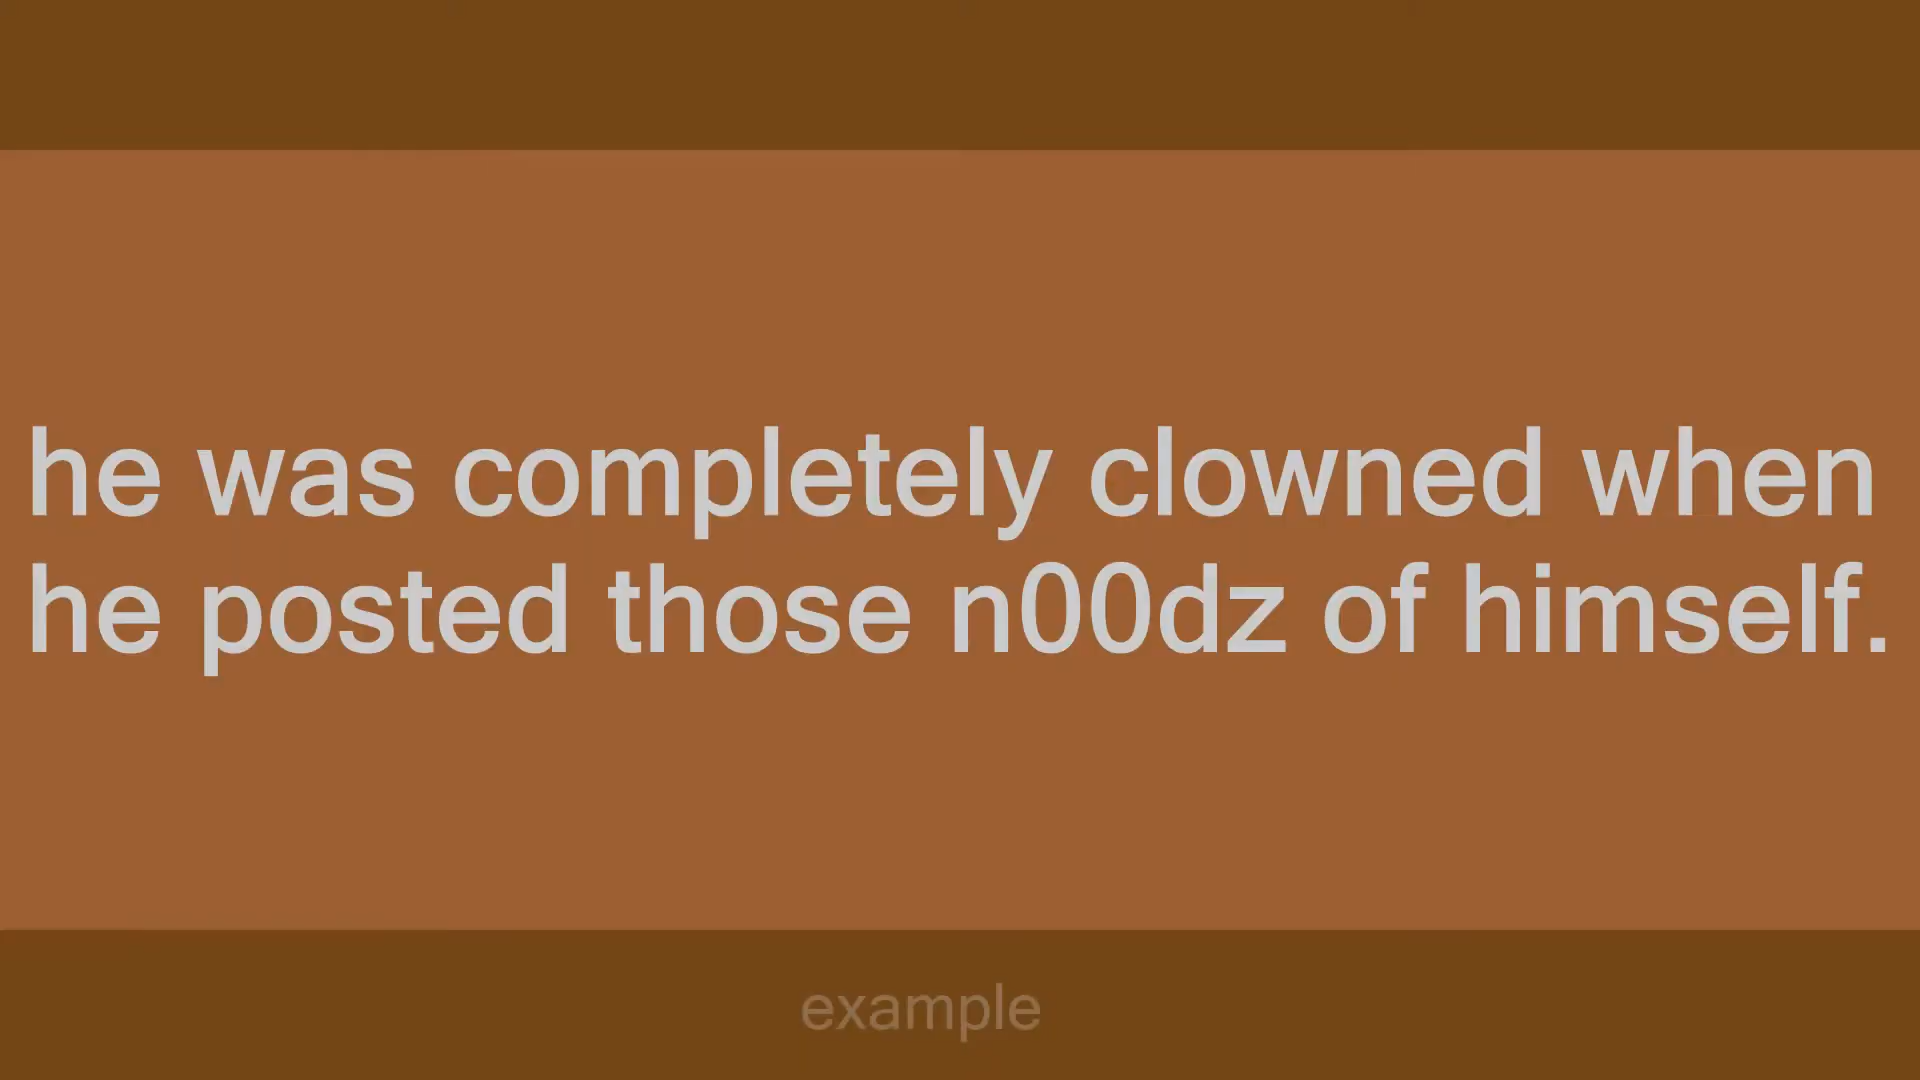 he was completely clowned when
he posted those n00dz of himself.
example